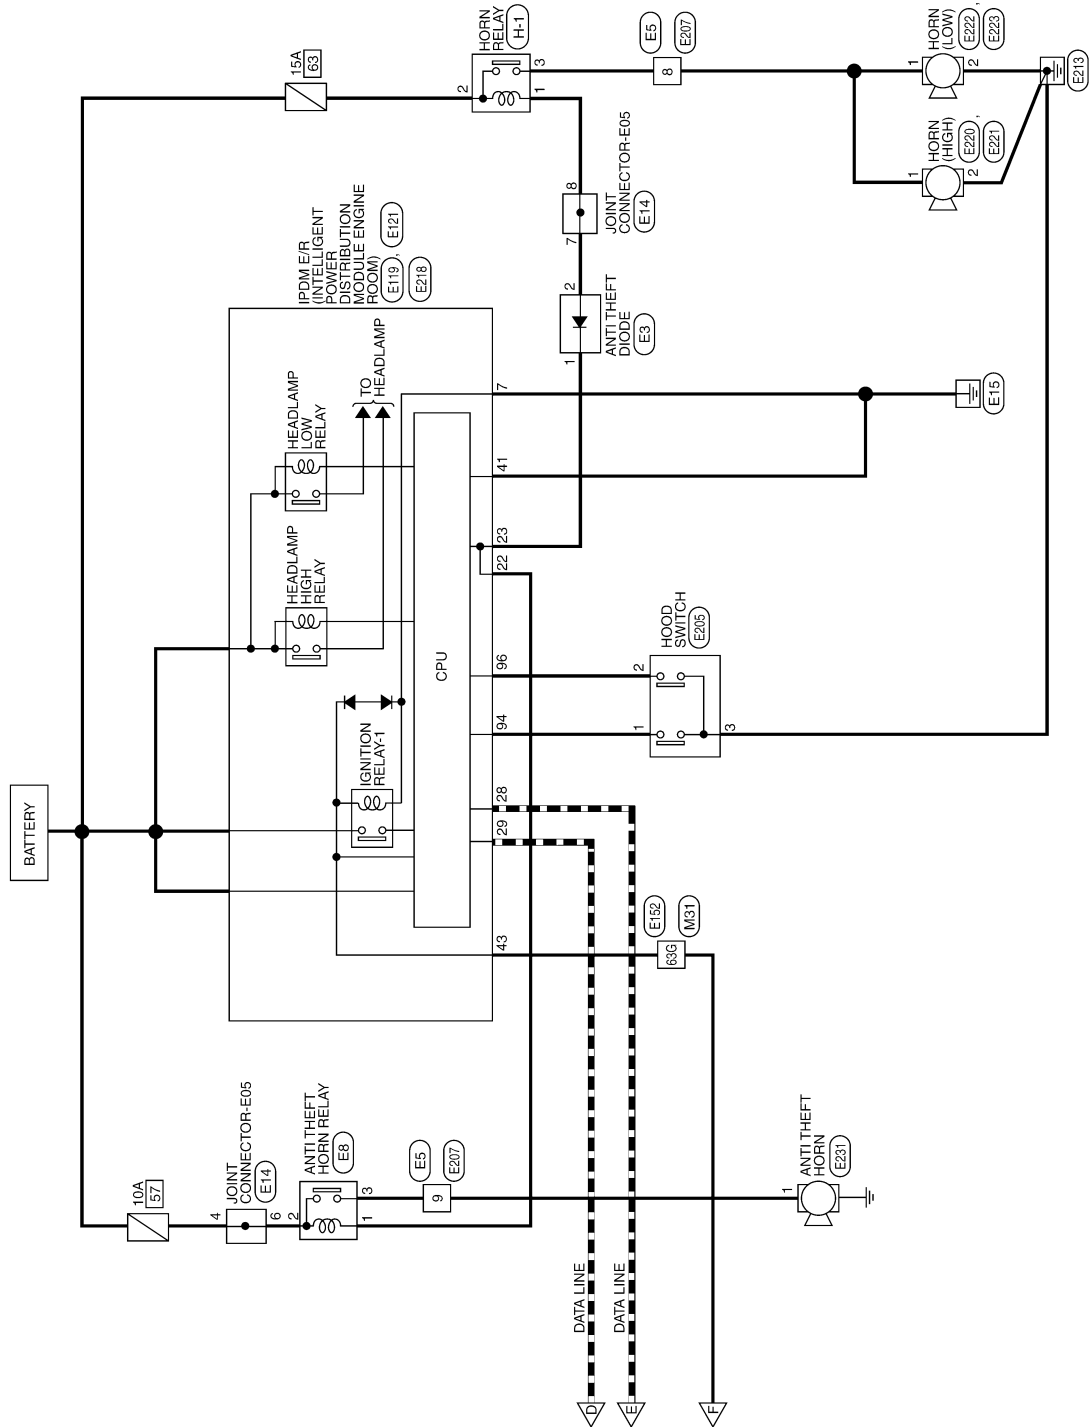 BATTERY
10A
57
JOINT
CONNECTOR-E05
E14
4
6
ANTI THEFT
HORN RELAY
E8
2
1
3
E5
E207
9
ANTI THEFT
HORN
E231
1
DATA LINE
DATA LINE
D
E
F
IPDM E/R
(INTELLIGENT
POWER
DISTRIBUTION
MODULE ENGINE
ROOM)
E119 , E121
E218
IGNITION
RELAY-1
HEADLAMP
HIGH
RELAY
HEADLAMP
LOW
RELAY
TO
HEADLAMP
CPU
43
29
28
94
96
22
23
41
7
E152
M31
63G
HOOD
SWITCH
E205
1
2
3
15A
63
HORN
RELAY
H-1
2
1
3
JOINT
CONNECTOR-E05
E14
8
7
ANTI THEFT
DIODE
E3
2
1
E15
E5
E207
8
HORN
(HIGH)
E220 ,
E221
1
2
HORN
(LOW)
E222 ,
E223
1
2
E213